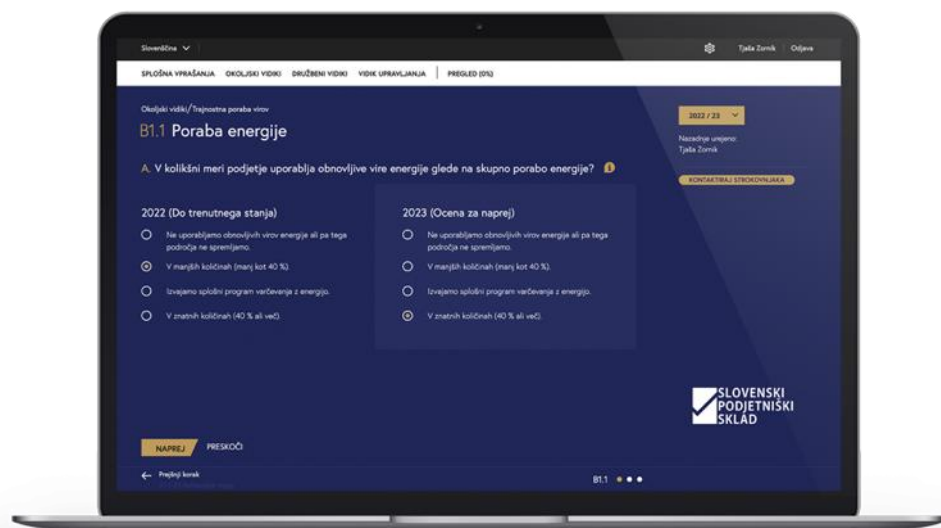 Slovenščina
Tjaša Zornik
Odjava
SPLOŠNA VPRAŠANJA OKOLJSKI VIDIKI DRUŽBENI VIDIKI VIDIK UPRAVLJANJA PREGLED (0%)
Okoljski vidiki/Trajnostna poraba virov
B1.1 Poraba energije
2022 / 23
Nazadnje urejeno:
Tjaša Zornik
KONTAKTIRAJ STROKOVNJAKA
A. V kolikšni meri podjetje uporablja obnovljive vire energije glede na skupno porabo energije?
2022 (Do trenutnega stanja)
Ne uporabljamo obnovljivih virov energije ali pa tega
področja ne spremljamo.
V manjših količinah (manj kot 40 %).
Izvajamo splošni program varčevanja z energijo.
V znatnih količinah (40 % ali več).
2023 (Ocena za naprej)
Ne uporabljamo obnovljivih virov energije ali pa tega
področja ne spremljamo.
V manjših količinah (manj kot 40 %).
Izvajamo splošni program varčevanja z energijo.
V znatnih količinah (40 % ali več).
SLOVENSKI
PODJETNIŠKI
SKLAD
NAPREJ PRESKOČI
Prejšnji korak
B1.1